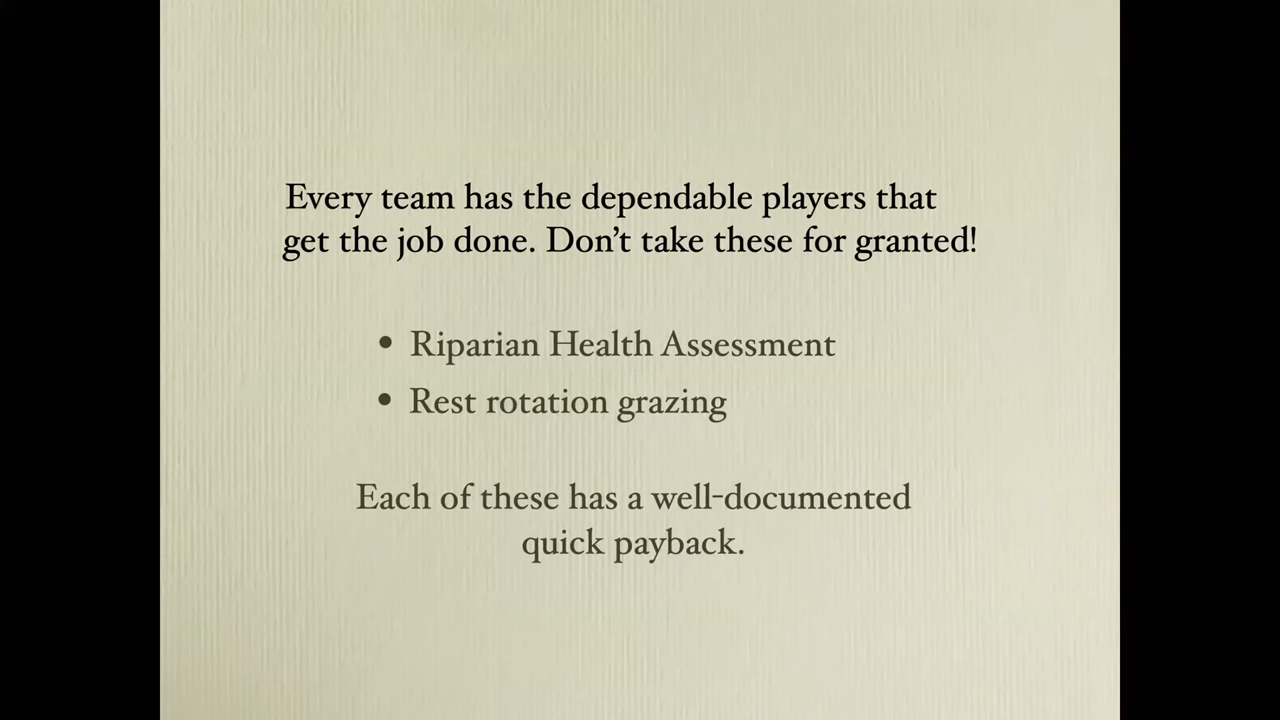 Every team has the dependable players that
get the job done. Don’t take these for granted!
• Riparian Health Assessment
• Rest rotation grazing
Each of these has a well-documented
quick payback.